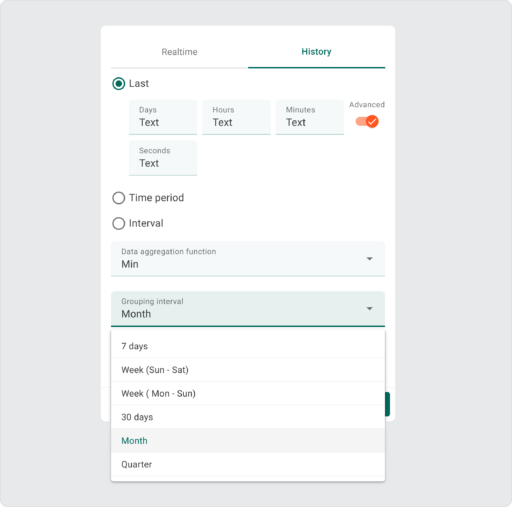 Realtime History
Last
Days Hours Minutes Advanced
Text Text Text
Seconds
Text
Time period
Interval
Data aggregation function
Min
Grouping interval
Month
7 days
Week (Sun - Sat)
Week ( Mon - Sun)
30 days
Month
Quarter